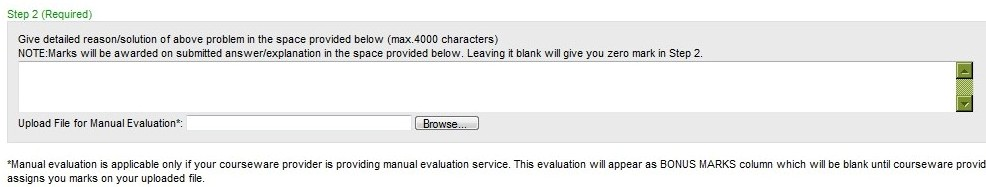 Step 2 (Required)
Give detailed reason/solution of above problem in the space provided below (max.4000 characters)
NOTE:Marks will be awarded on submitted answer/explanation in the space provided below. Leaving it blank will give you zero mark in Step 2.
Upload File for Manual Evaluation*: Browse...
*Manual evaluation is applicable only if your courseware provider is providing manual evaluation service. This evaluation will appear as BONUS MARKS column which will be blank until courseware provid
assigns you marks on your uploaded file.